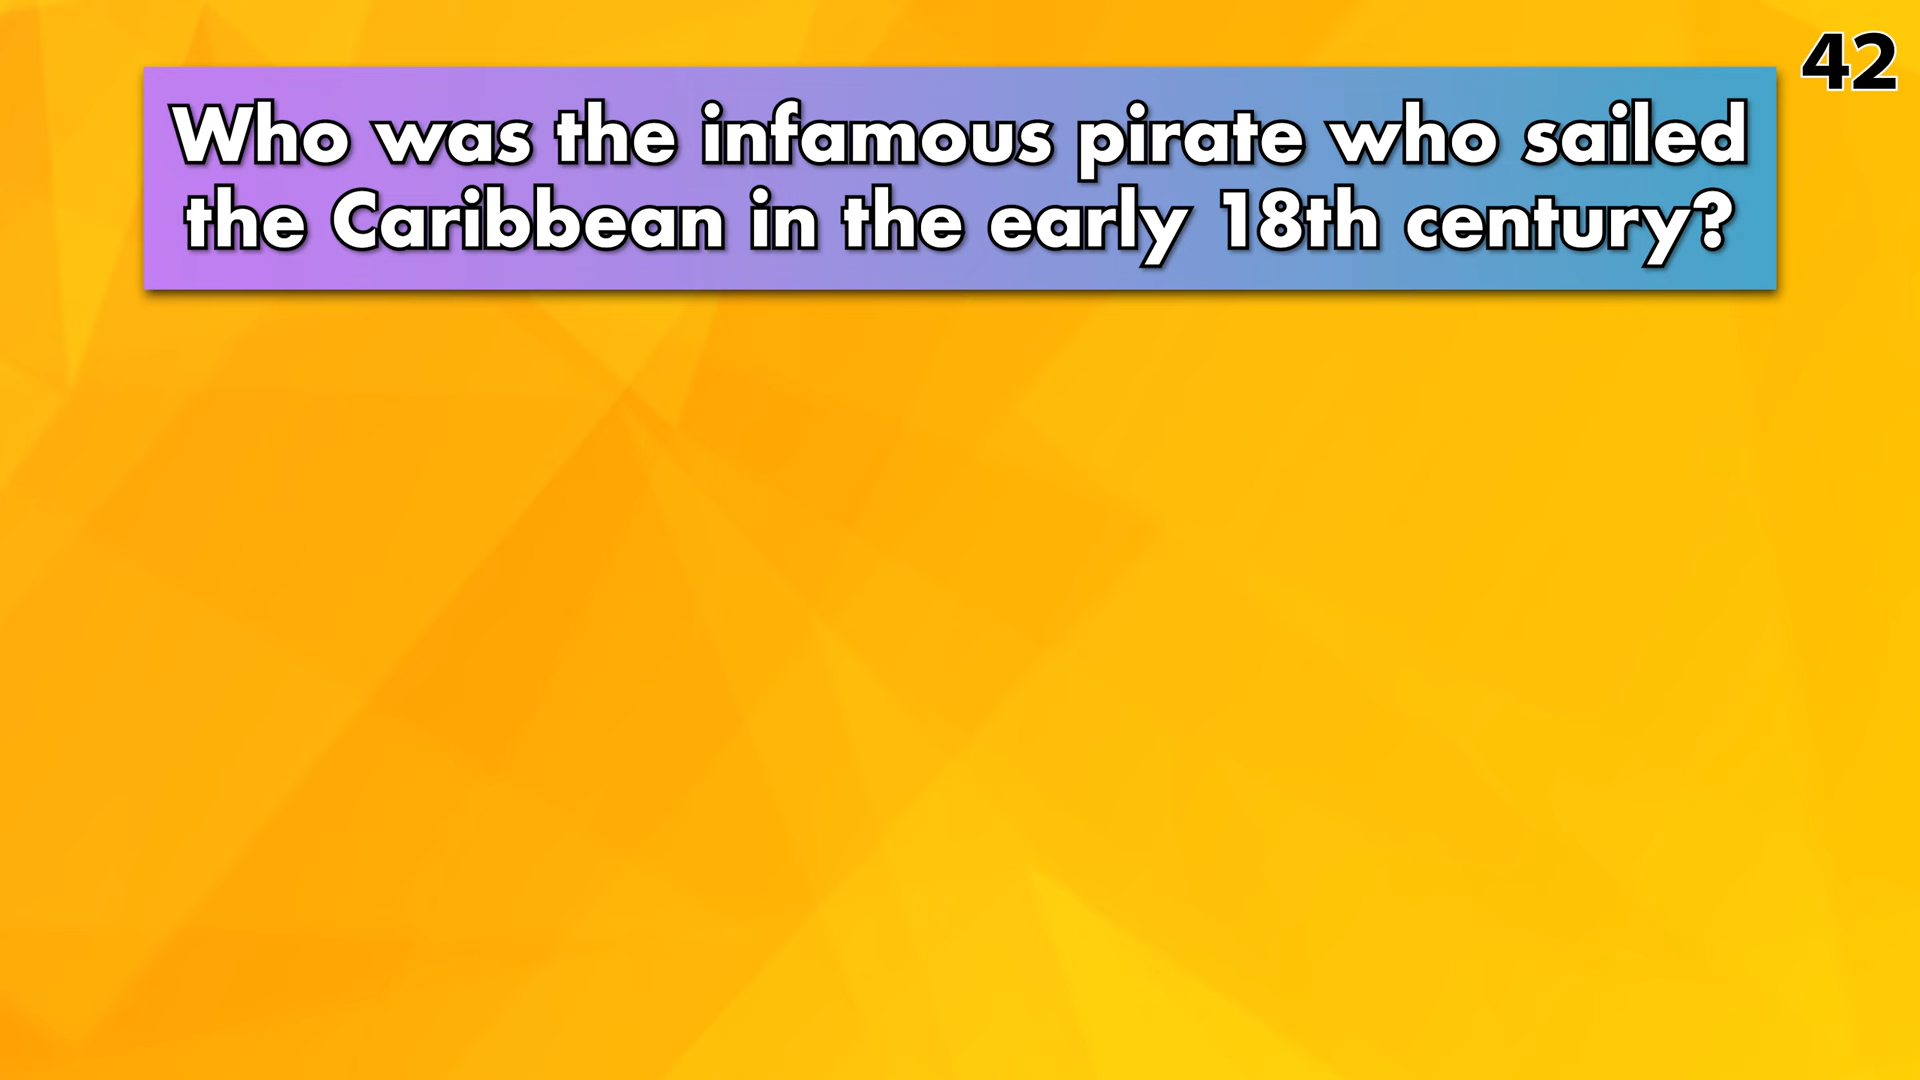 42
Who was the infamous pirate who sailed
the Caribbean in the early 18th century?